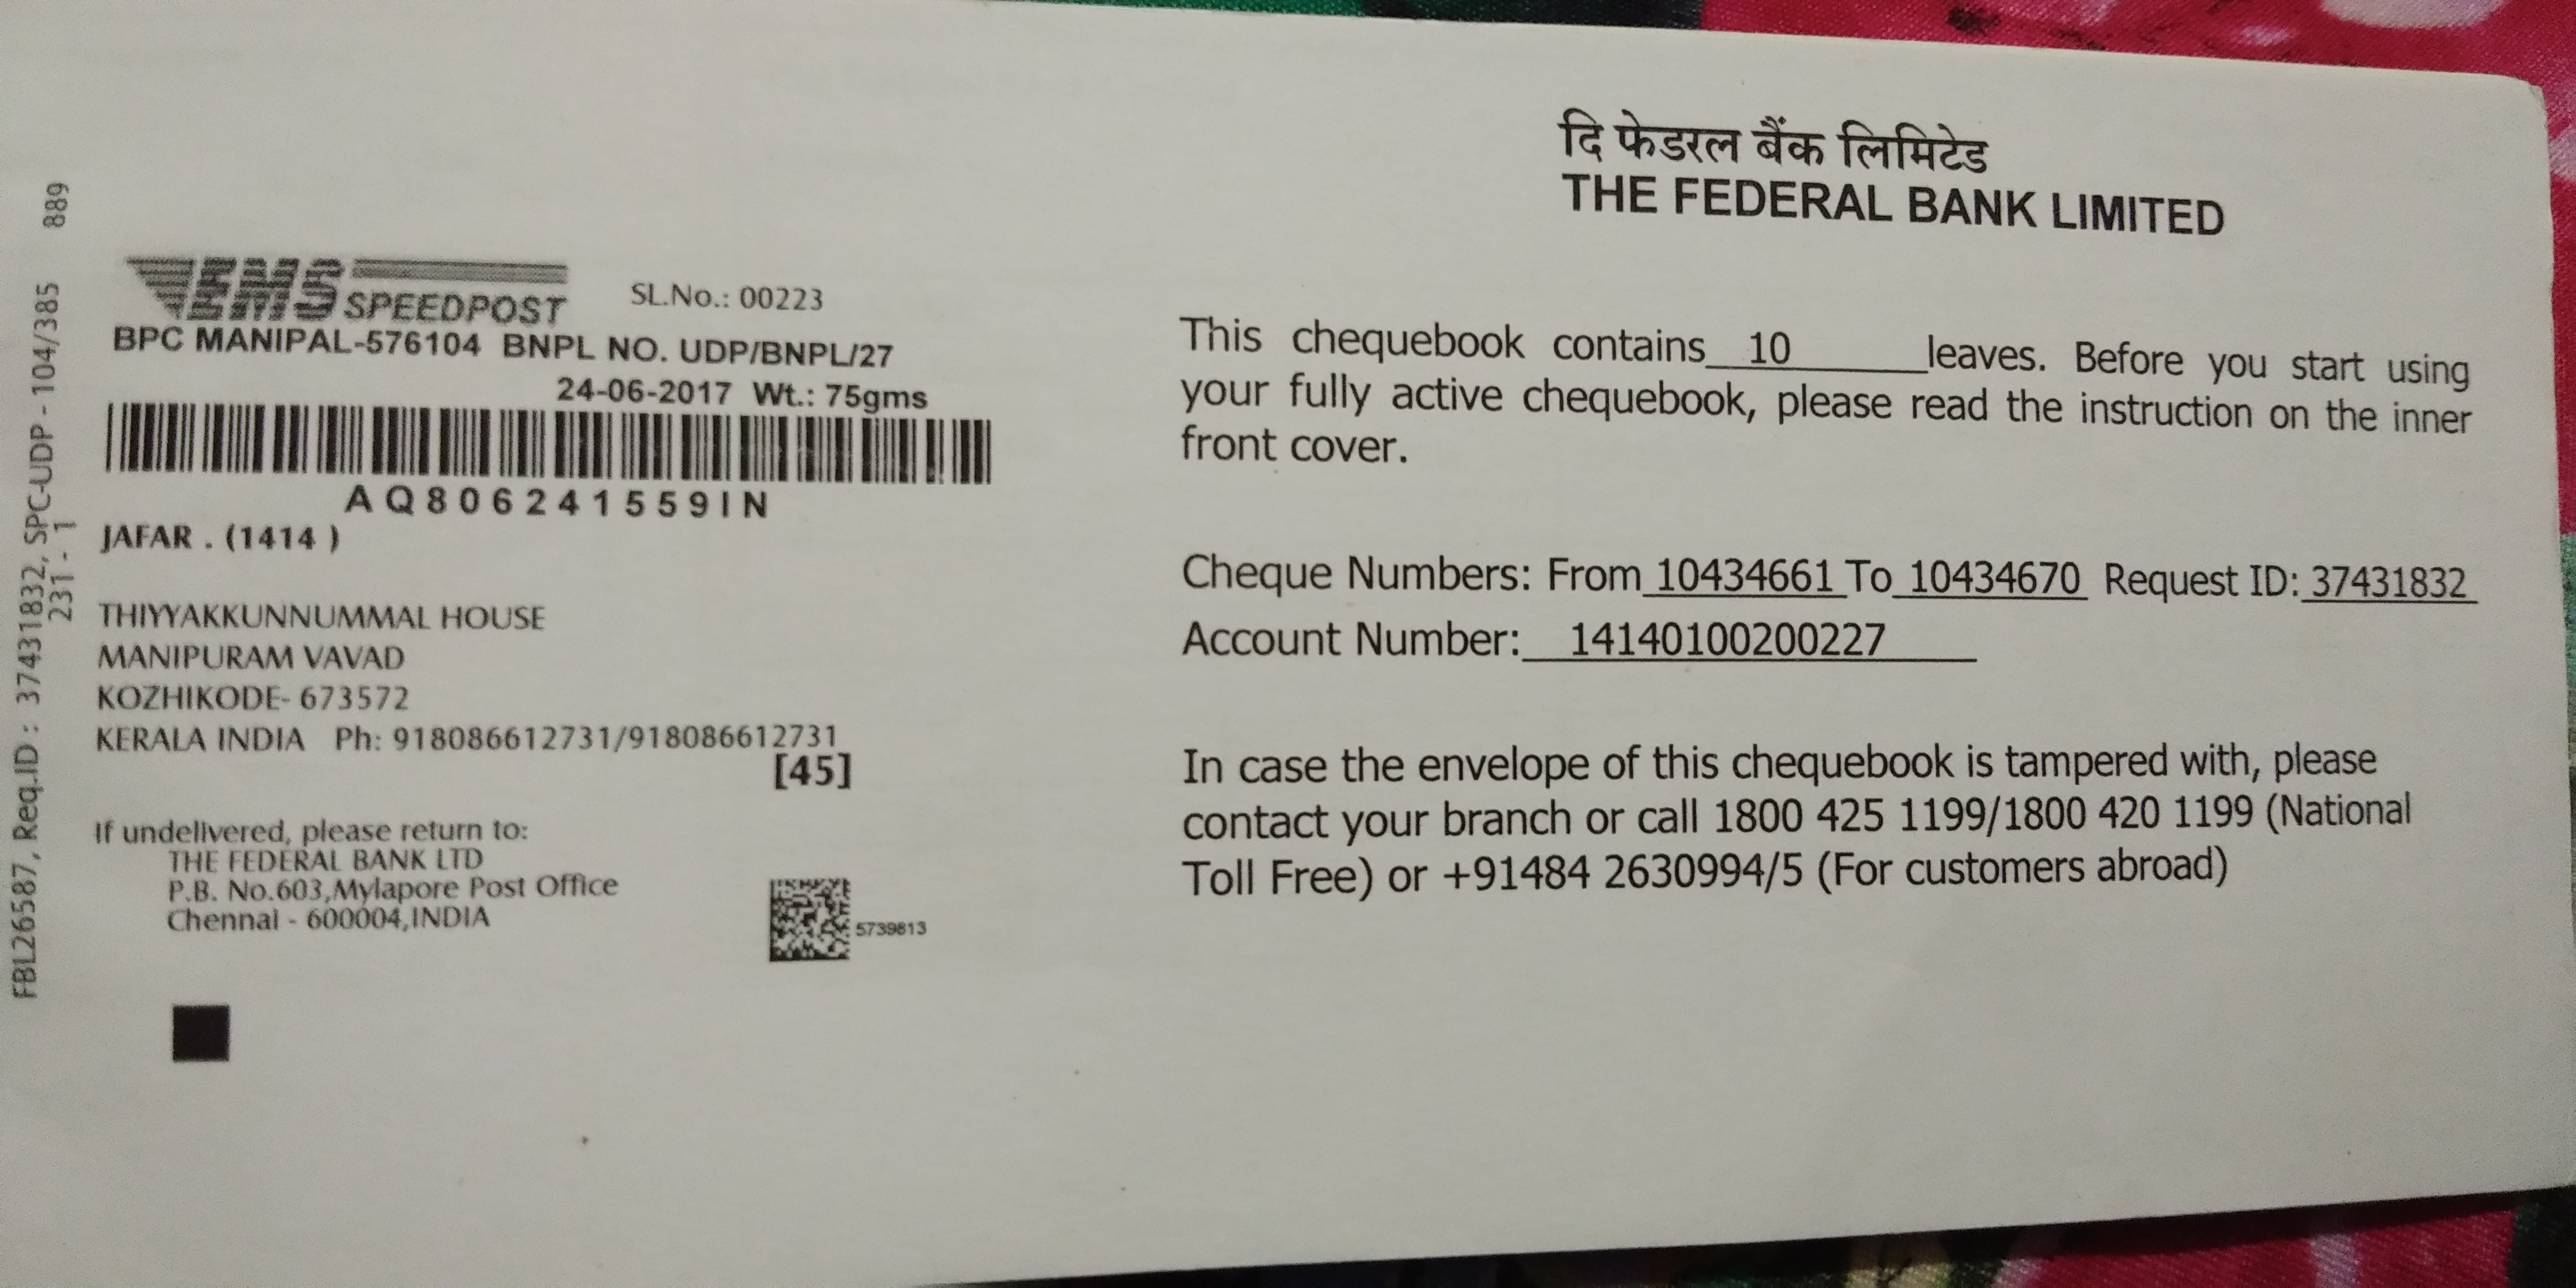 दि फेडरल बैंक लिमिटेड
THE FEDERAL BANK LIMITED
EMS SPEEDPOST SL.No.: 00223
BPC MANIPAL-576104 BNPL NO. UDP/BNPL/27
24-06-2017 Wt.: 75gms
AQ806241559IN
JAFAR . (1414 )
THIYYAKKUNNUMMAL HOUSE
MANIPURAM VAVAD
KOZHIKODE- 673572
KERALA INDIA Ph: 918086612731/918086612731
[45]
If undelivered, please return to:
THE FEDERAL BANK LTD
P.B. No.603,Mylapore Post Office
Chennai - 600004,INDIA
5739813
FBL26587, Req.ID : 37431832, SPC-UDP - 104/385 889
231 - 1
This chequebook contains 10 leaves. Before you start using
your fully active chequebook, please read the instruction on the inner
front cover.
Cheque Numbers: From 10434661 To 10434670 Request ID: 37431832
Account Number: 14140100200227
In case the envelope of this chequebook is tampered with, please
contact your branch or call 1800 425 1199/1800 420 1199 (National
Toll Free) or +91484 2630994/5 (For customers abroad)